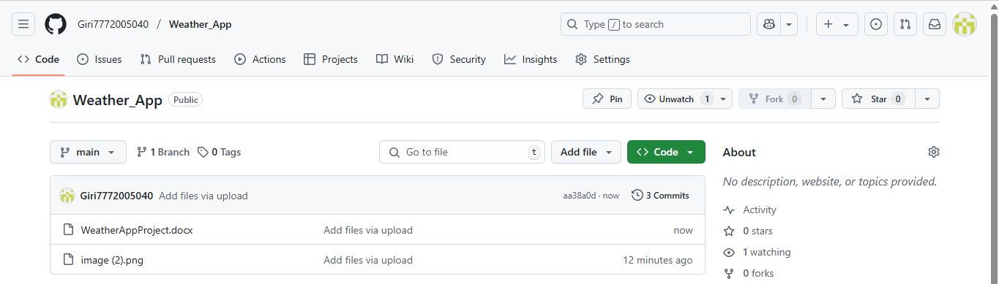 Giri7772005040 / Weather_App
Type / to search
Code Issues Pull requests Actions Projects Wiki Security Insights Settings
Weather_App Public
Pin Unwatch 1 Fork 0 Star 0
main 1 Branch 0 Tags
Go to file t Add file Code
Giri7772005040 Add files via upload aa38a0d · now 3 Commits
WeatherAppProject.docx Add files via upload now
image (2).png Add files via upload 12 minutes ago
About
No description, website, or topics provided.
Activity
0 stars
1 watching
0 forks